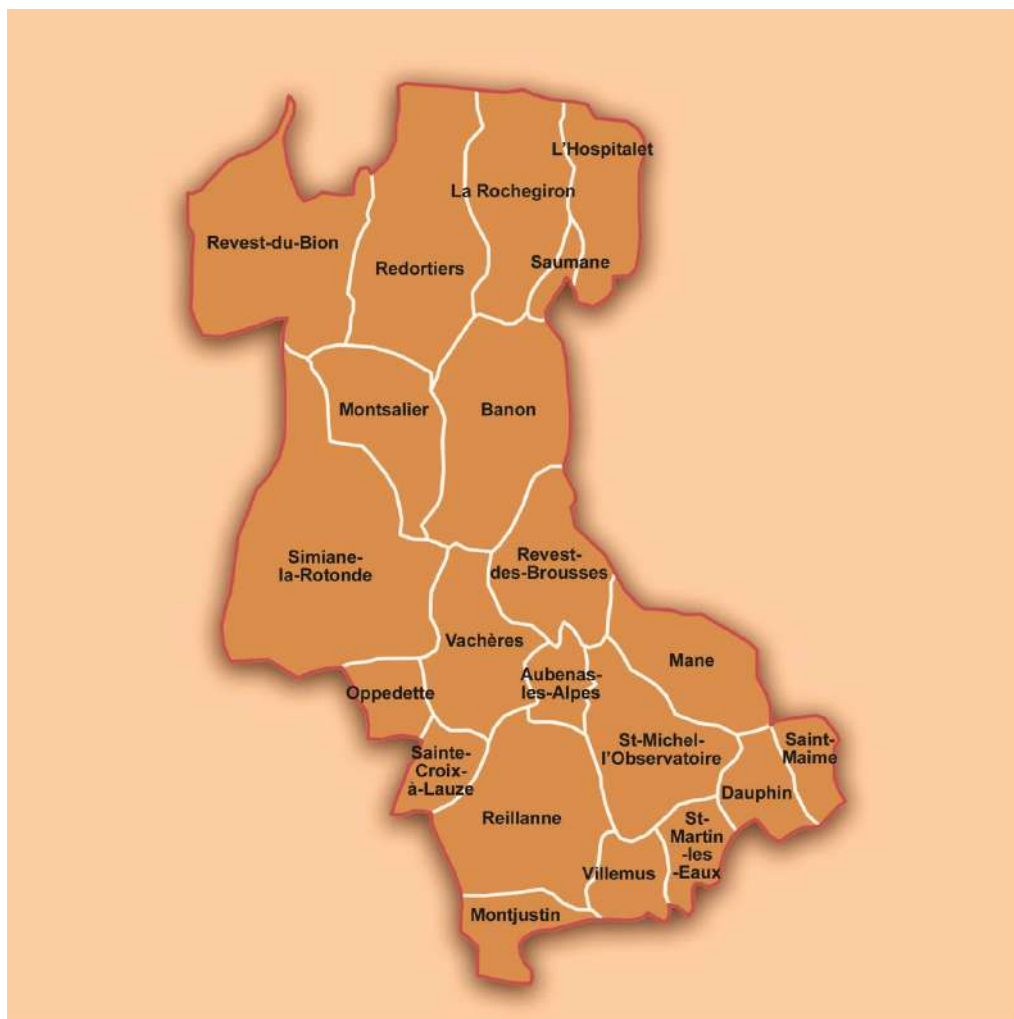 L'Hospitalet
La Rochegiron
Revest-du-Bion
Saumane
Redortiers
Montsalier
Banon
Simiane-
la-Rotonde
Revest-
des-Brousses
Vachères
Mane
Oppedette
Aubenas-
les-Alpes
Sainte-
Croix-
à-Lauze
St-Michel-
l'Observatoire
Saint-
Maime
Dauphin
Reillanne
St-
Martin
-les
-Eaux
Villemus
Montjustin